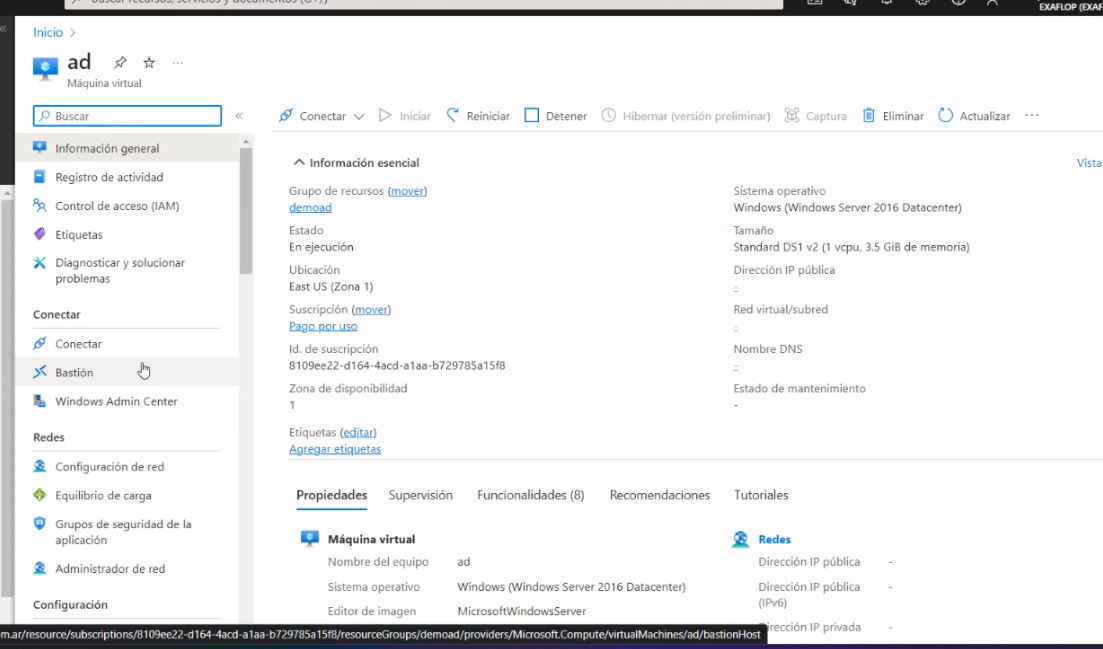 Buscar recursos, servicios y documentos (G+/)
EXAFLOP (EXAF
Inicio >
ad
Máquina virtual
Buscar
Información general
Registro de actividad
Control de acceso (IAM)
Etiquetas
Diagnosticar y solucionar
problemas
Conectar
Conectar
Bastión
Windows Admin Center
Redes
Configuración de red
Equilibrio de carga
Grupos de seguridad de la
aplicación
Administrador de red
Configuración
Conectar Iniciar Reiniciar Detener Hibernar (versión preliminar) Captura Eliminar Actualizar ...
Información esencial
Vista
Grupo de recursos (mover)
demoad
Estado
En ejecución
Ubicación
East US (Zona 1)
Suscripción (mover)
Pago por uso
Id. de suscripción
8109ee22-d164-4acd-a1aa-b729785a15f8
Zona de disponibilidad
1
Etiquetas (editar)
Agregar etiquetas
Sistema operativo
Windows (Windows Server 2016 Datacenter)
Tamaño
Standard DS1 v2 (1 vcpu, 3.5 GiB de memoria)
Dirección IP pública
-
Red virtual/subred
-
Nombre DNS
-
Estado de mantenimiento
-
Propiedades Supervisión Funcionalidades (8) Recomendaciones Tutoriales
Máquina virtual
Nombre del equipo ad
Sistema operativo Windows (Windows Server 2016 Datacenter)
Editor de imagen MicrosoftWindowsServer
Redes
Dirección IP pública -
Dirección IP pública -
(IPv6)
Dirección IP privada -
m.ar/resource/subscriptions/8109ee22-d164-4acd-a1aa-b729785a15f8/resourceGroups/demoad/providers/Microsoft.Compute/virtualMachines/ad/bastionHost